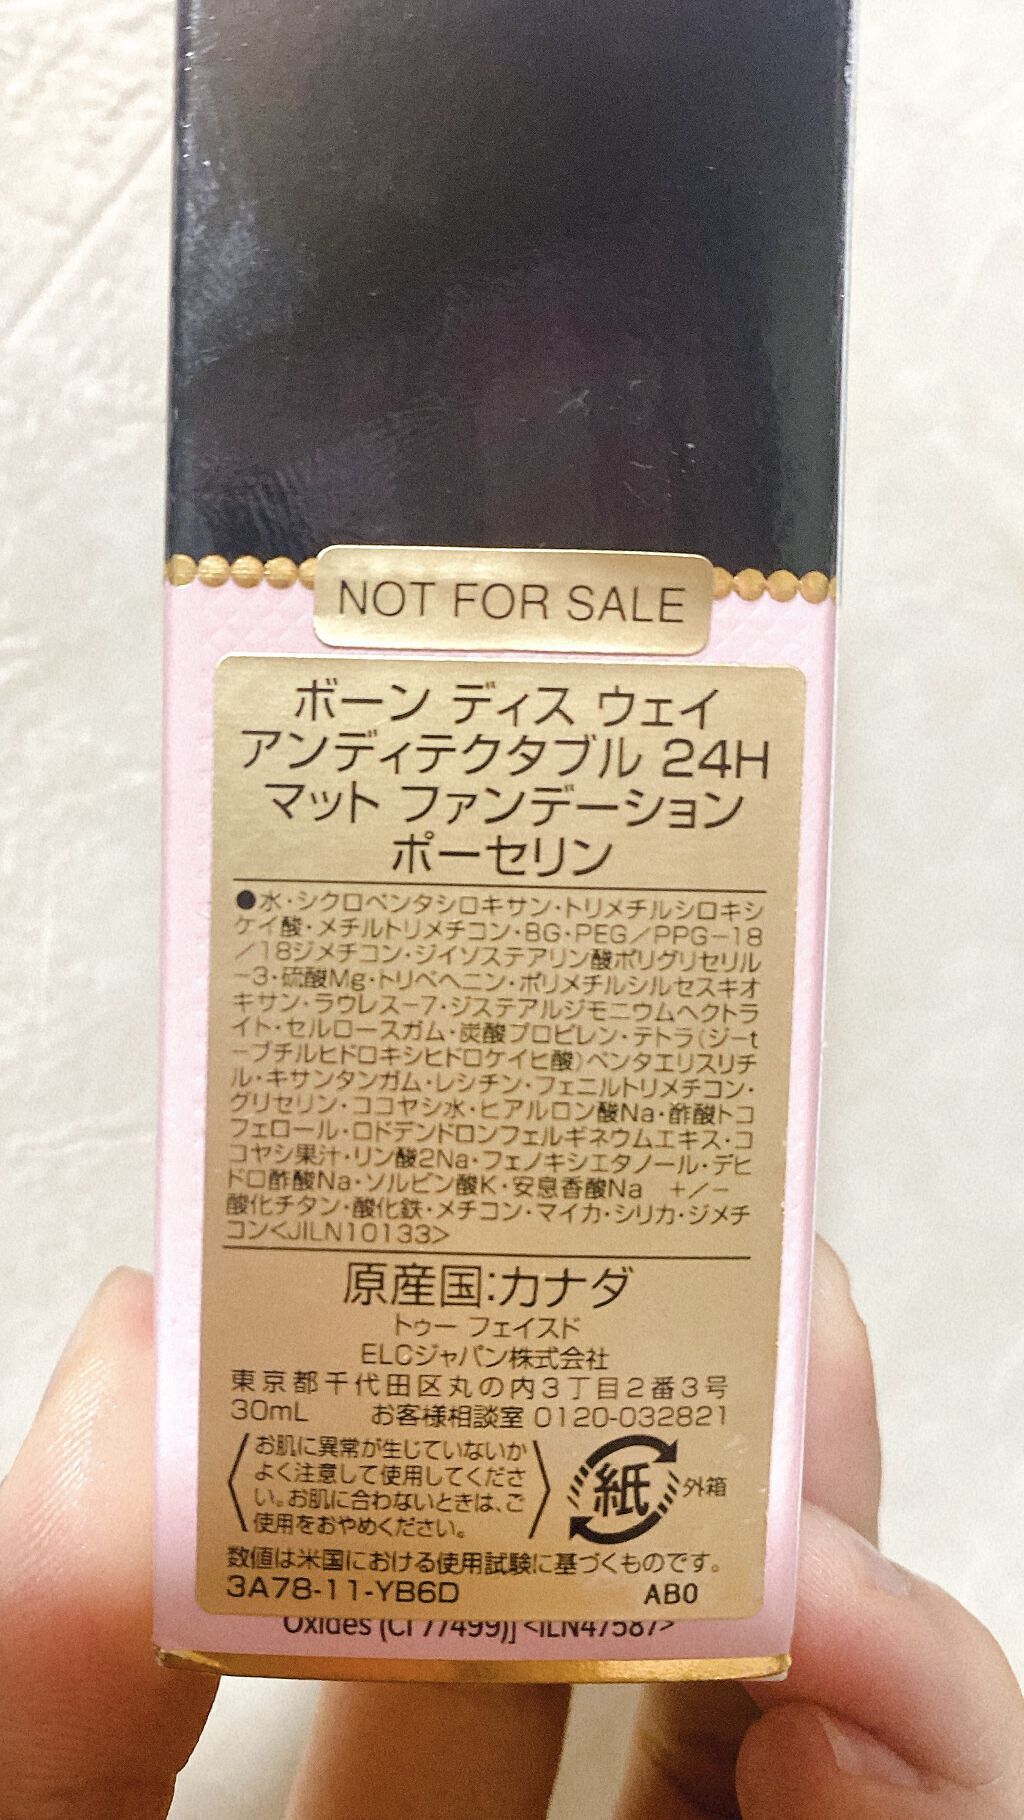 NOT FOR SALE
ボーン ディス ウェイ
アンディテクタブル 24H
マット ファンデーション
ポーセリン
●水・シクロペンタシロキサン・トリメチルシロキシ
ケイ酸・メチルトリメチコン・BG・PEG/PPG-18
/18ジメチコン・ジイソステアリン酸ポリグリセリル
-3・硫酸Mg・トリベヘニン・ポリメチルシルセスキオ
キサン・ラウレス-7・ジステアルジモニウムヘクトラ
イト・セルロースガム・炭酸プロピレン・テトラ(ジ-t
-ブチルヒドロキシヒドロケイヒ酸)ペンタエリスリチ
ル・キサンタンガム・レシチン・フェニルトリメチコン・
グリセリン・ココヤシ水・ヒアルロン酸Na・酢酸トコ
フェロール・ロドデンドロンフェルギネウムエキス・コ
コヤシ果汁・リン酸2Na・フェノキシエタノール・デヒ
ドロ酢酸Na・ソルビン酸K・安息香酸Na +/-
酸化チタン・酸化鉄・メチコン・マイカ・シリカ・ジメチ
コン<JILN10133>
原産国:カナダ
トゥー フェイスド
ELCジャパン株式会社
東京都千代田区丸の内3丁目2番3号
30mL お客様相談室 0120-032821
お肌に異常が生じていないか
よく注意して使用してくださ
い。お肌に合わないときは、ご
使用をおやめください。
紙 外箱
数値は米国における使用試験に基づくものです。
3A78-11-YB6D AB0
Oxides (CI 77499)] <ILN47587>